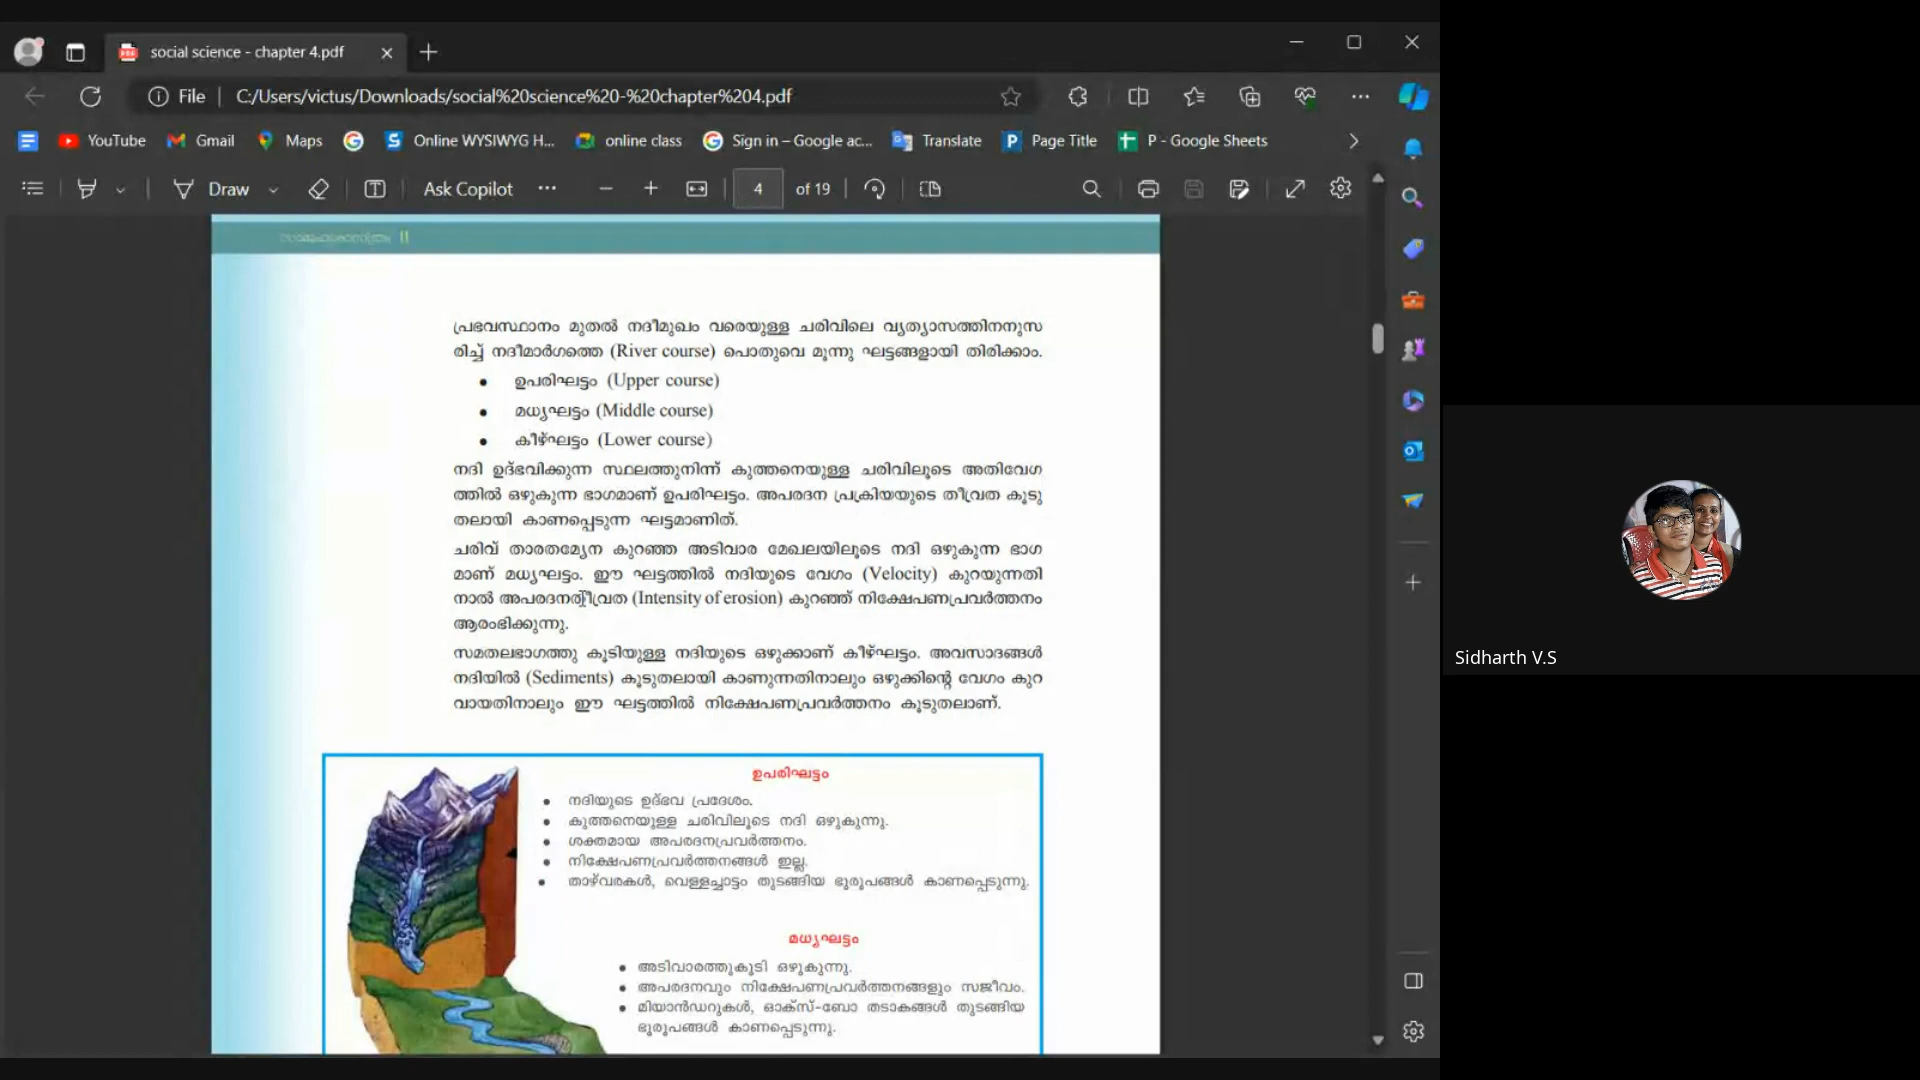 social science - chapter 4.pdf
File
C:/Users/victus/Downloads/social%20science%20-%20chapter%204.pdf
YouTube
Gmail
Maps
Online WYSIWYG H...
online class
Sign in – Google ac...
Translate
Page Title
P - Google Sheets
Draw
Ask Copilot
4 of 19
സാമൂഹ്യശാസ്ത്രം II
പ്രഭവസ്ഥാനം മുതൽ നദീമുഖം വരെയുള്ള ചരിവിലെ വ്യത്യാസത്തിനനുസ
രിച്ച് നദീമാർഗത്തെ (River course) പൊതുവെ മൂന്നു ഘട്ടങ്ങളായി തിരിക്കാം.
• ഉപരിഘട്ടം (Upper course)
• മധ്യഘട്ടം (Middle course)
• കീഴ്ഘട്ടം (Lower course)
നദി ഉദ്ഭവിക്കുന്ന സ്ഥലത്തുനിന്ന് കുത്തനെയുള്ള ചരിവിലൂടെ അതിവേഗ
ത്തിൽ ഒഴുകുന്ന ഭാഗമാണ് ഉപരിഘട്ടം. അപരദന പ്രക്രിയയുടെ തീവ്രത കൂടു
തലായി കാണപ്പെടുന്ന ഘട്ടമാണിത്.
ചരിവ് താരതമ്യേന കുറഞ്ഞ അടിവാര മേഖലയിലൂടെ നദി ഒഴുകുന്ന ഭാഗ
മാണ് മധ്യഘട്ടം. ഈ ഘട്ടത്തിൽ നദിയുടെ വേഗം (Velocity) കുറയുന്നതി
നാൽ അപരദനതീവ്രത (Intensity of erosion) കുറഞ്ഞ് നിക്ഷേപണപ്രവർത്തനം
ആരംഭിക്കുന്നു.
സമതലഭാഗത്തു കൂടിയുള്ള നദിയുടെ ഒഴുക്കാണ് കീഴ്ഘട്ടം. അവസാദങ്ങൾ
നദിയിൽ (Sediments) കൂടുതലായി കാണുന്നതിനാലും ഒഴുക്കിന്റെ വേഗം കുറ
വായതിനാലും ഈ ഘട്ടത്തിൽ നിക്ഷേപണപ്രവർത്തനം കൂടുതലാണ്.
ഉപരിഘട്ടം
• നദിയുടെ ഉദ്ഭവ പ്രദേശം.
• കുത്തനെയുള്ള ചരിവിലൂടെ നദി ഒഴുകുന്നു.
• ശക്തമായ അപരദനപ്രവർത്തനം.
• നിക്ഷേപണപ്രവർത്തനങ്ങൾ ഇല്ല.
• താഴ്‌വരകൾ, വെള്ളച്ചാട്ടം തുടങ്ങിയ ഭൂരൂപങ്ങൾ കാണപ്പെടുന്നു.
മധ്യഘട്ടം
• അടിവാരത്തുകൂടി ഒഴുകുന്നു.
• അപരദനവും നിക്ഷേപണപ്രവർത്തനങ്ങളും സജീവം.
• മിയാൻഡറുകൾ, ഓക്സ്-ബോ തടാകങ്ങൾ തുടങ്ങിയ
ഭൂരൂപങ്ങൾ കാണപ്പെടുന്നു.
Sidharth V.S